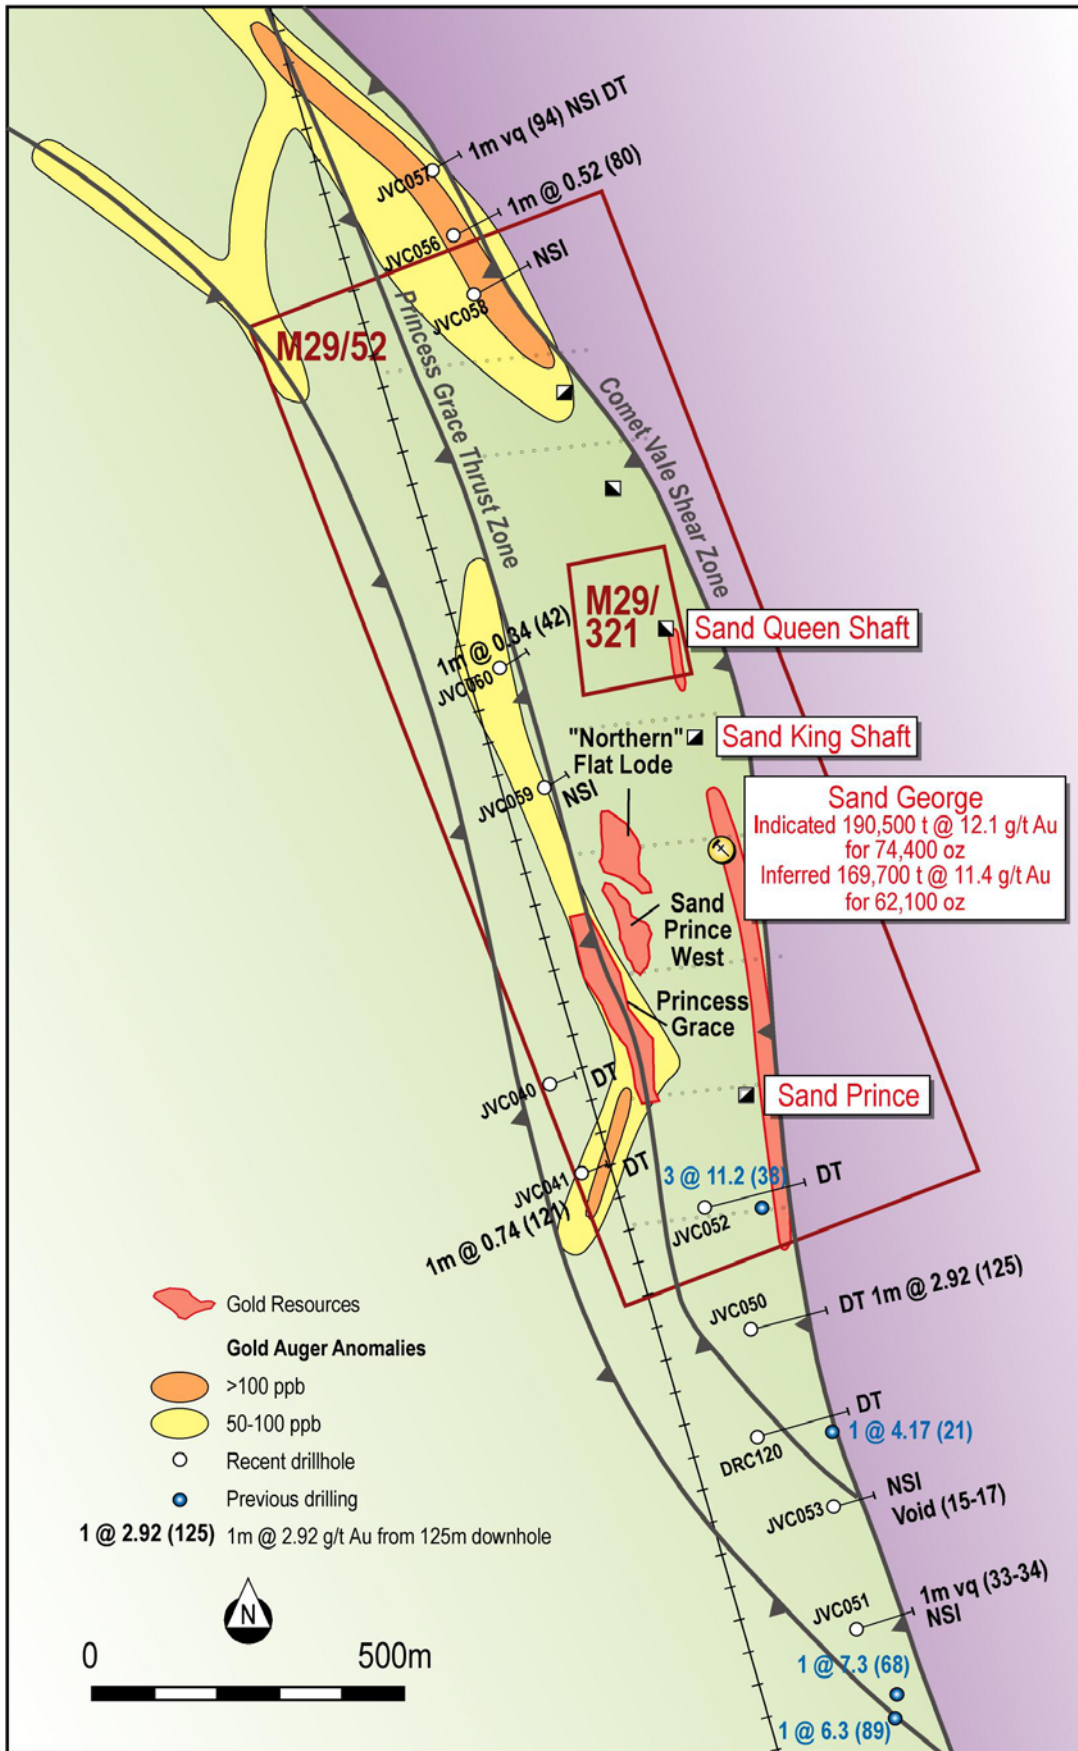 1m vq (94) NSI DT
JVC057
1m @ 0.52 (80)
JVC056
NSI
JVC058
M29/52
Princess Grace Thrust Zone
Comet Vale Shear Zone
M29/
321
Sand Queen Shaft
1m @ 0.34 (42)
JVC060
"Northern"
Flat Lode
Sand King Shaft
JVC059
NSI
Sand George
Indicated 190,500 t @ 12.1 g/t Au
for 74,400 oz
Inferred 169,700 t @ 11.4 g/t Au
for 62,100 oz
Sand
Prince
West
Princess
Grace
JVC040
DT
Sand Prince
JVC041
DT
1m @ 0.74 (121)
3 @ 11.2 (38)
DT
JVC052
JVC050
DT 1m @ 2.92 (125)
DT
DRC120
1 @ 4.17 (21)
JVC053
NSI
Void (15-17)
JVC051
1m vq (33-34)
NSI
1 @ 7.3 (68)
1 @ 6.3 (89)
Gold Resources
Gold Auger Anomalies
>100 ppb
50-100 ppb
Recent drillhole
Previous drilling
1 @ 2.92 (125) 1m @ 2.92 g/t Au from 125m downhole
N
0 500m